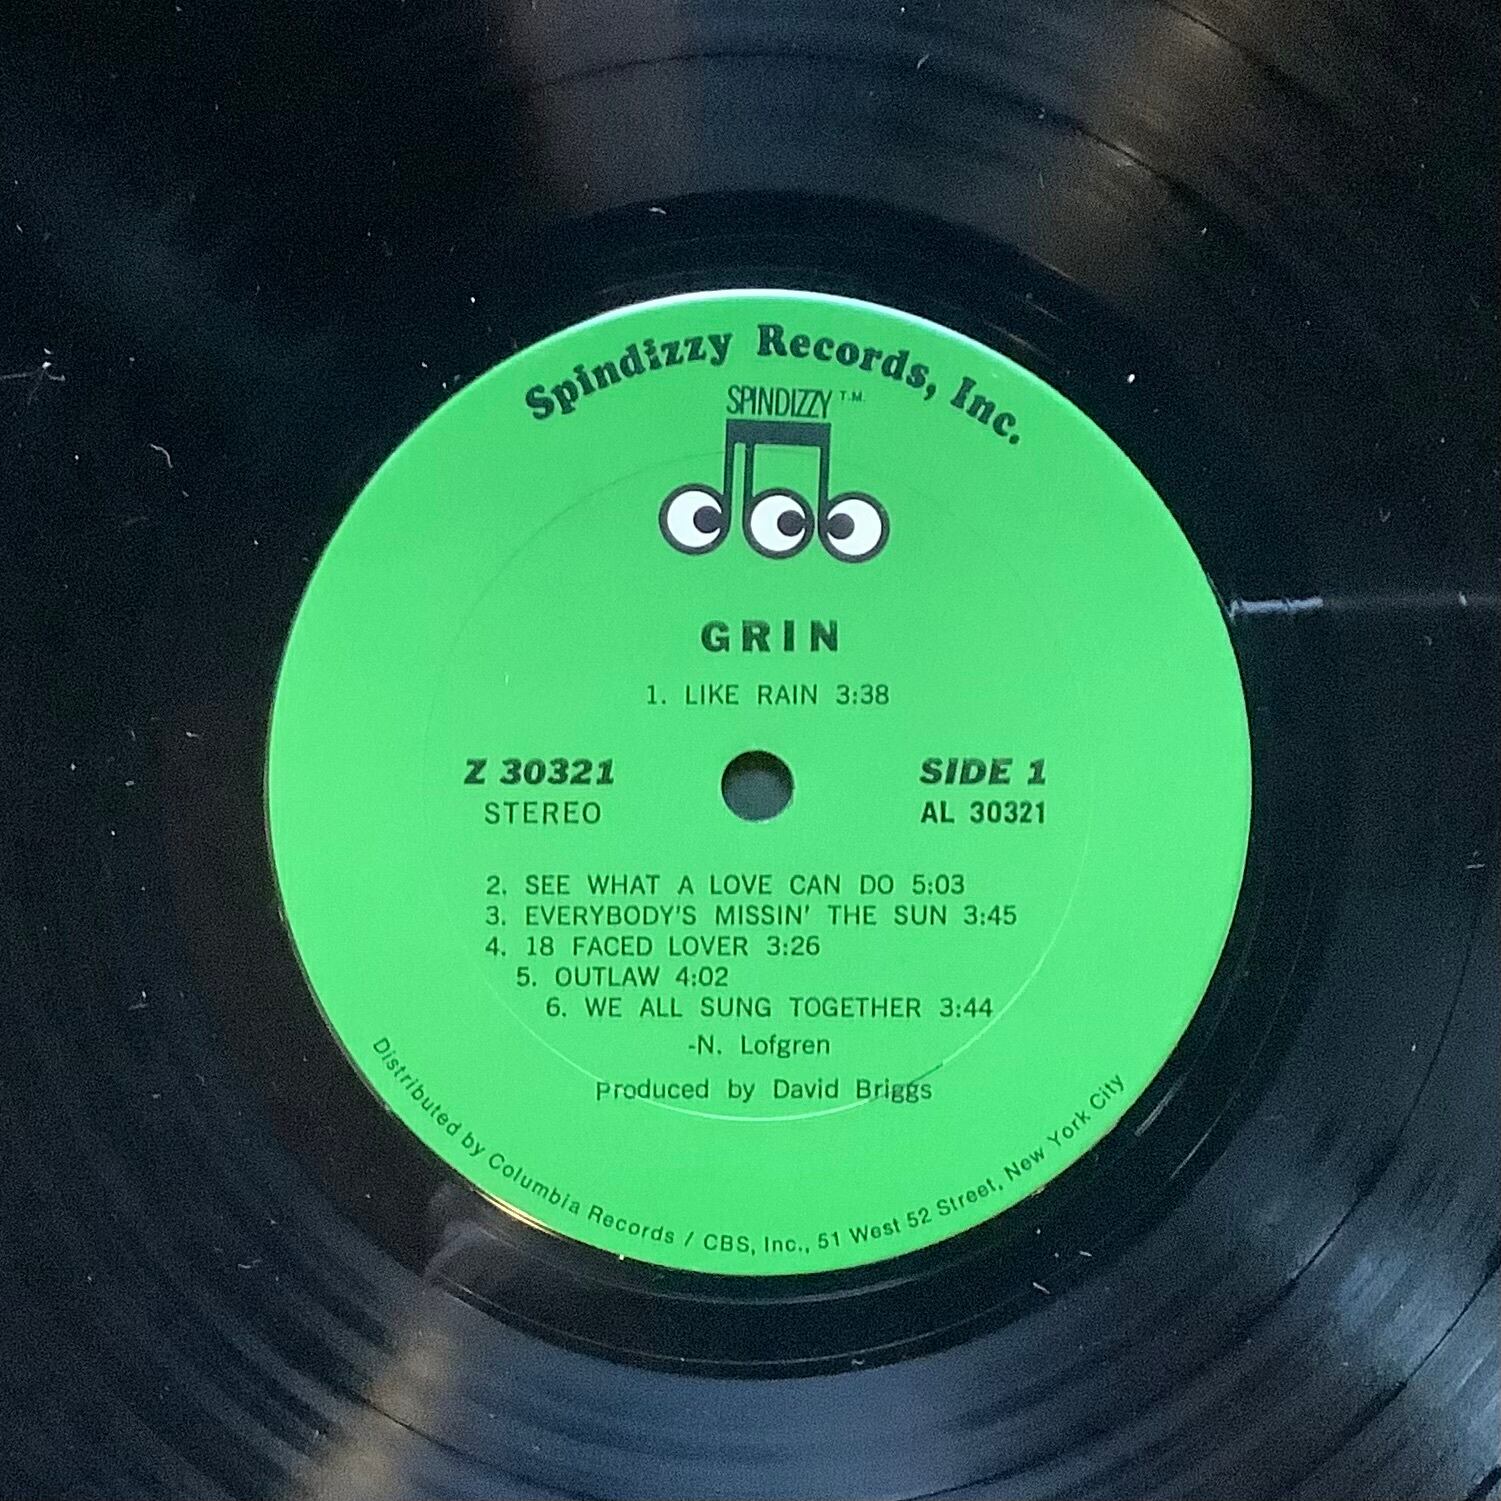 Spindizzy Records, Inc.
SPINDIZZY T.M.
GRIN
1. LIKE RAIN 3:38
Z 30321
STEREO
SIDE 1
AL 30321
2. SEE WHAT A LOVE CAN DO 5:03
3. EVERYBODY'S MISSIN' THE SUN 3:45
4. 18 FACED LOVER 3:26
5. OUTLAW 4:02
6. WE ALL SUNG TOGETHER 3:44
-N. Lofgren
Produced by David Briggs
Distributed by Columbia Records / CBS, Inc., 51 West 52 Street, New York City